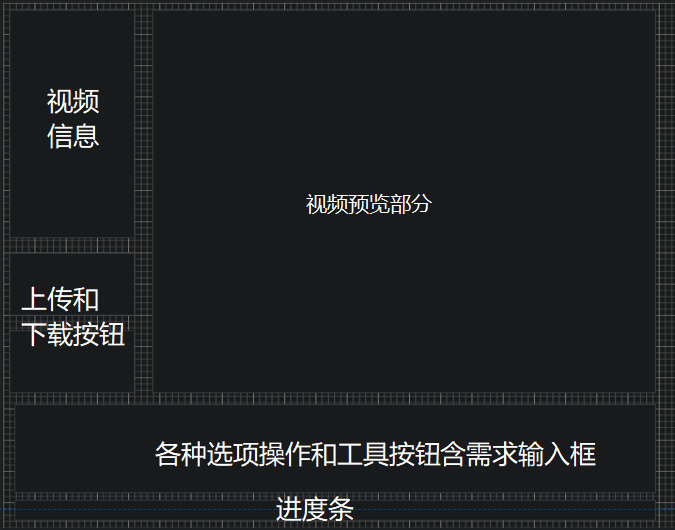 视频
信息
视频预览部分
上传和
下载按钮
各种选项操作和工具按钮含需求输入框
进度条